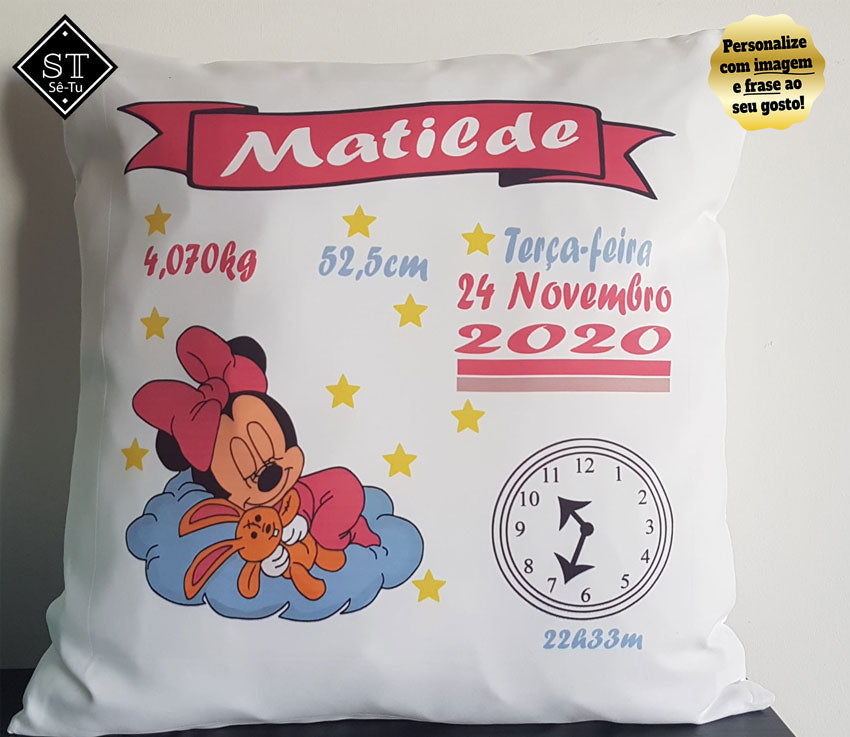 ST
Sê-Tu
Personalize
com imagem
e frase ao
seu gosto!
Matilde
4,070kg
52,5cm
Terça-feira
24 Novembro
2020
12
1
2
3
4
5
6
7
8
9
10
11
22h33m